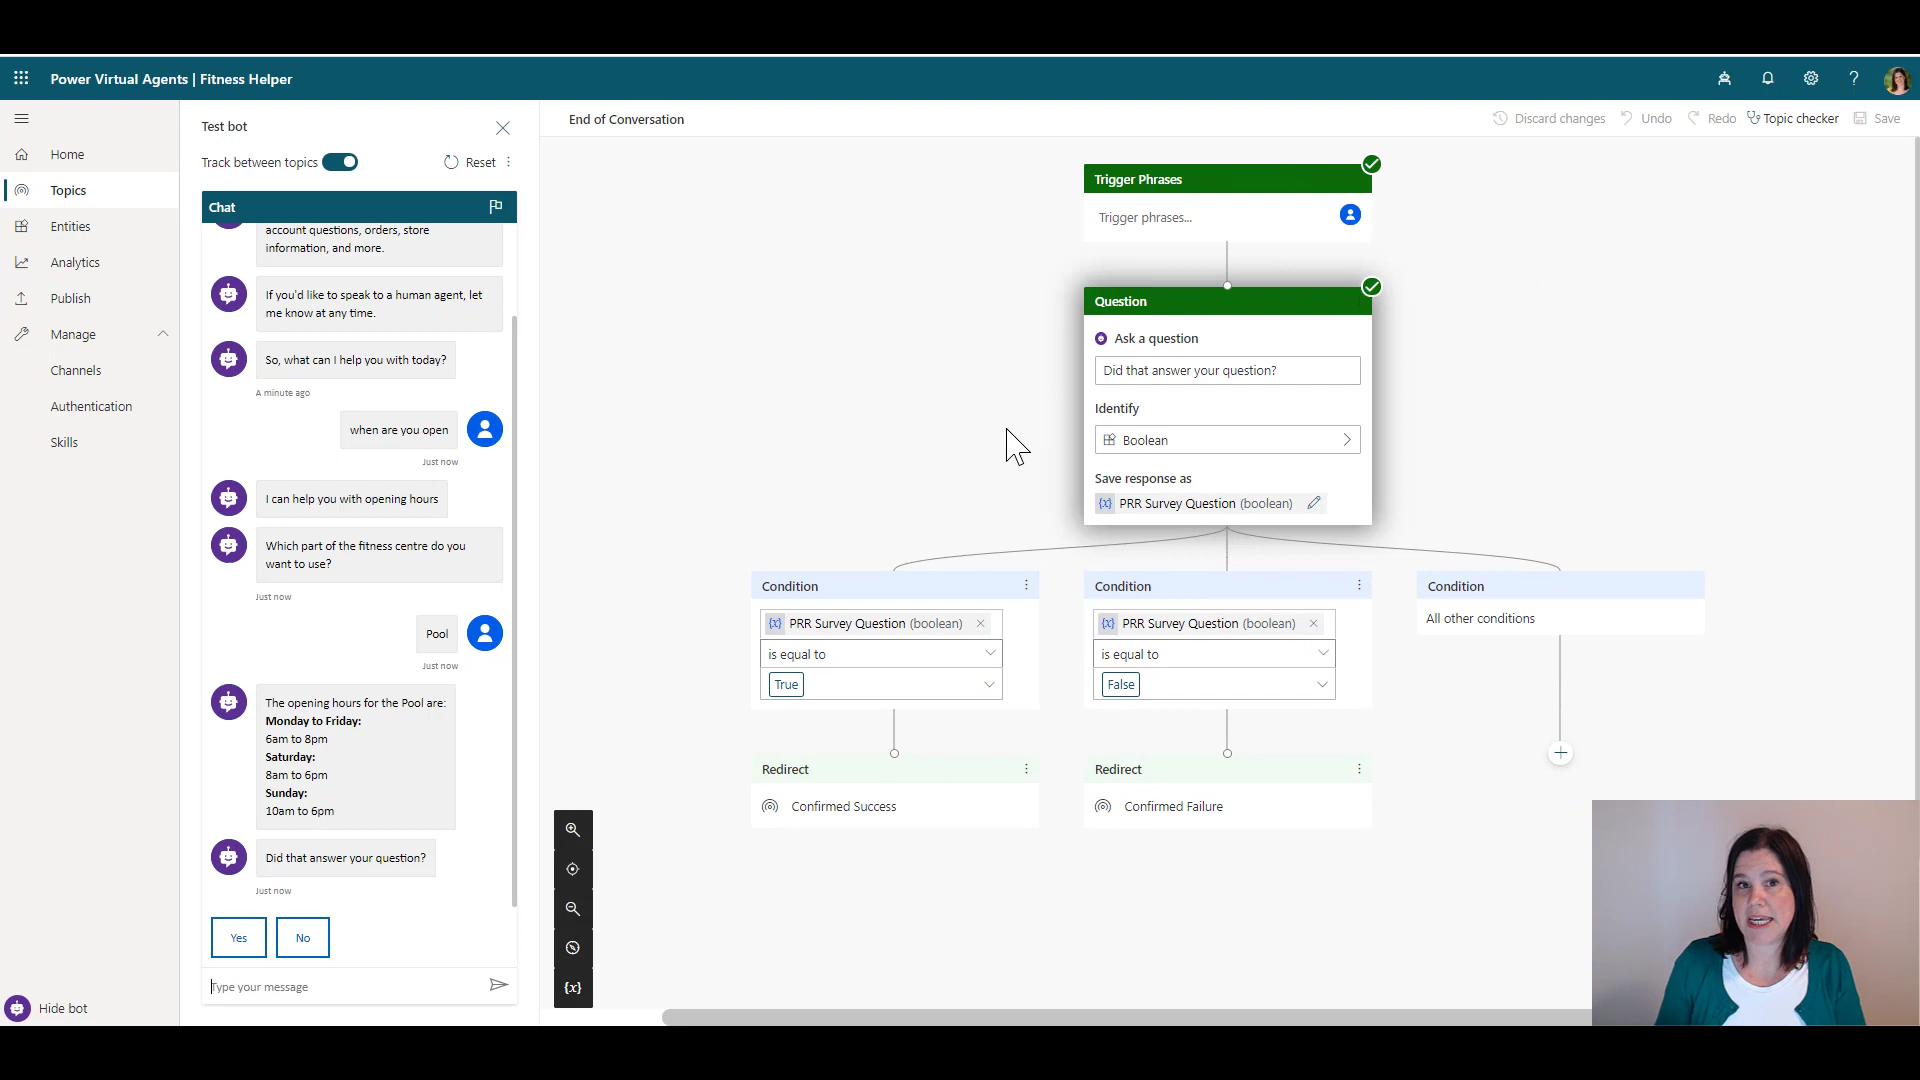 Power Virtual Agents | Fitness Helper
?
Home
Topics
Entities
Analytics
Publish
Manage
Channels
Authentication
Skills
Hide bot
Test bot
Track between topics
Reset
Chat
account questions, orders, store
information, and more.
If you'd like to speak to a human agent, let
me know at any time.
So, what can I help you with today?
A minute ago
when are you open
Just now
I can help you with opening hours
Which part of the fitness centre do you
want to use?
Just now
Pool
Just now
The opening hours for the Pool are:
Monday to Friday:
6am to 8pm
Saturday:
8am to 6pm
Sunday:
10am to 6pm
Did that answer your question?
Just now
Yes
No
Type your message
End of Conversation
Discard changes
Undo
Redo
Topic checker
Save
Trigger Phrases
Trigger phrases...
Question
Ask a question
Did that answer your question?
Identify
Boolean
Save response as
{x} PRR Survey Question (boolean)
Condition
{x} PRR Survey Question (boolean)
is equal to
True
Redirect
Confirmed Success
Condition
{x} PRR Survey Question (boolean)
is equal to
False
Redirect
Confirmed Failure
Condition
All other conditions
{x}